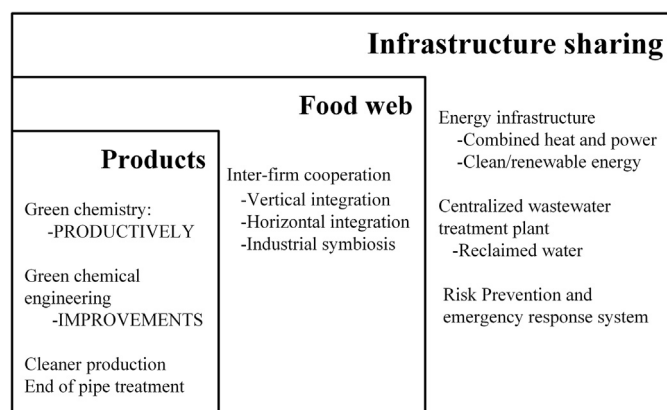 Infrastructure sharing
Food web
Products
Green chemistry:
-PRODUCTIVELY
Green chemical
engineering
-IMPROVEMENTS
Cleaner production
End of pipe treatment
Inter-firm cooperation
-Vertical integration
-Horizontal integration
-Industrial symbiosis
Energy infrastructure
-Combined heat and power
-Clean/renewable energy
Centralized wastewater
treatment plant
-Reclaimed water
Risk Prevention and
emergency response system